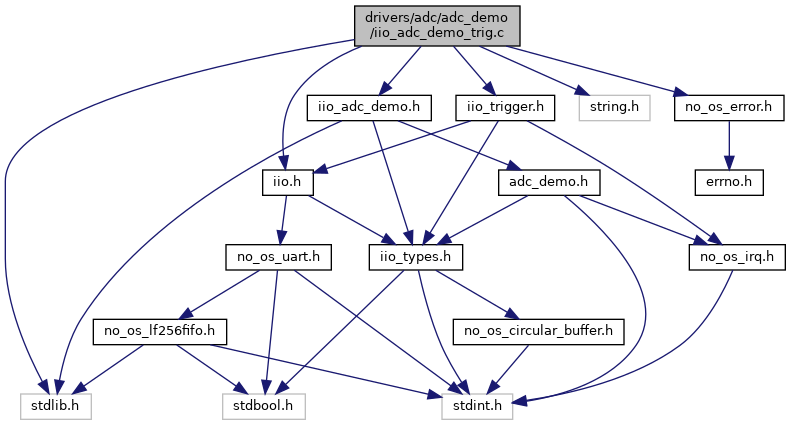 drivers/adc/adc_demo
/iio_adc_demo_trig.c
iio_adc_demo.h
iio_trigger.h
string.h
no_os_error.h
iio.h
adc_demo.h
errno.h
no_os_uart.h
iio_types.h
no_os_irq.h
no_os_lf256fifo.h
no_os_circular_buffer.h
stdlib.h
stdbool.h
stdint.h